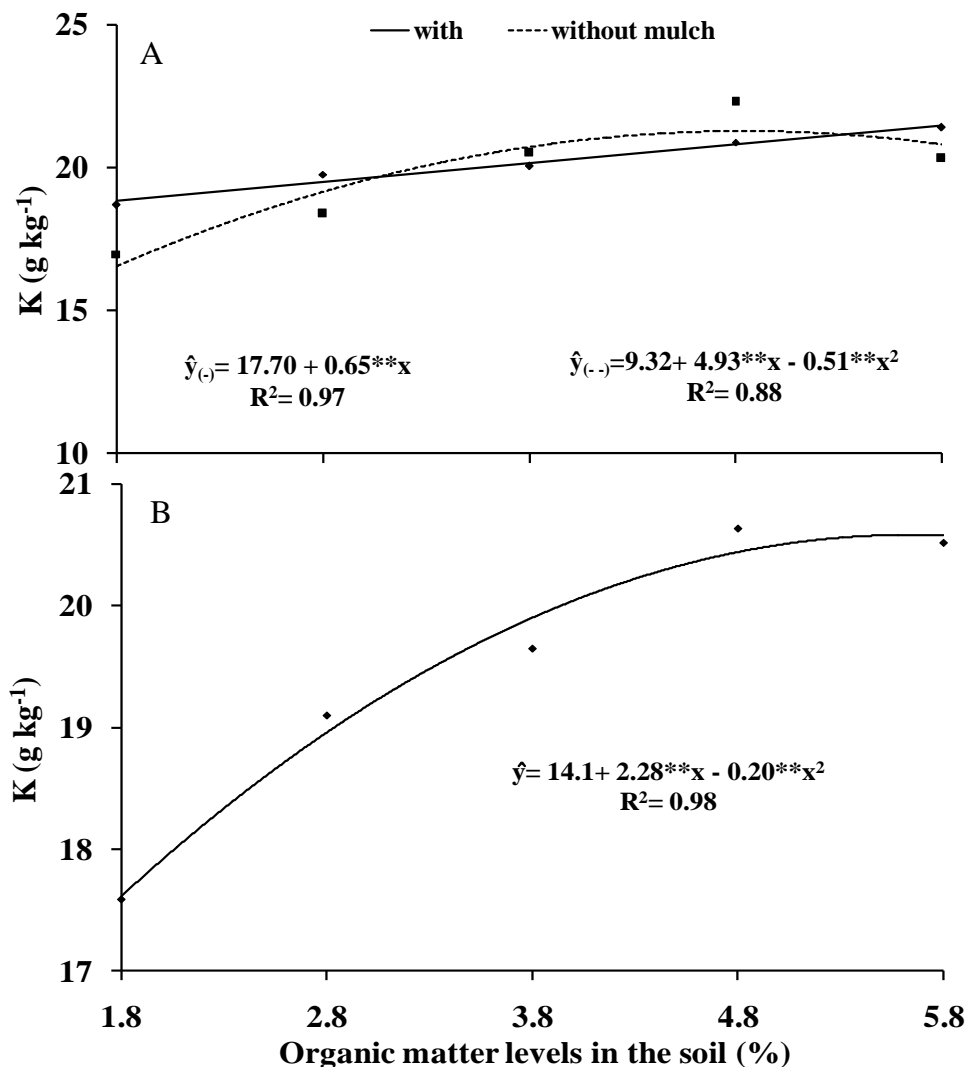 25
with
without mulch
A
20
15
10
K (g kg⁻¹)
ŷ(-)= 17.70 + 0.65**x
R²= 0.97
ŷ(- -)=9.32+ 4.93**x - 0.51**x²
R²= 0.88
21
B
20
19
18
17
K (g kg⁻¹)
ŷ= 14.1+ 2.28**x - 0.20**x²
R²= 0.98
1.8 2.8 3.8 4.8 5.8
Organic matter levels in the soil (%)